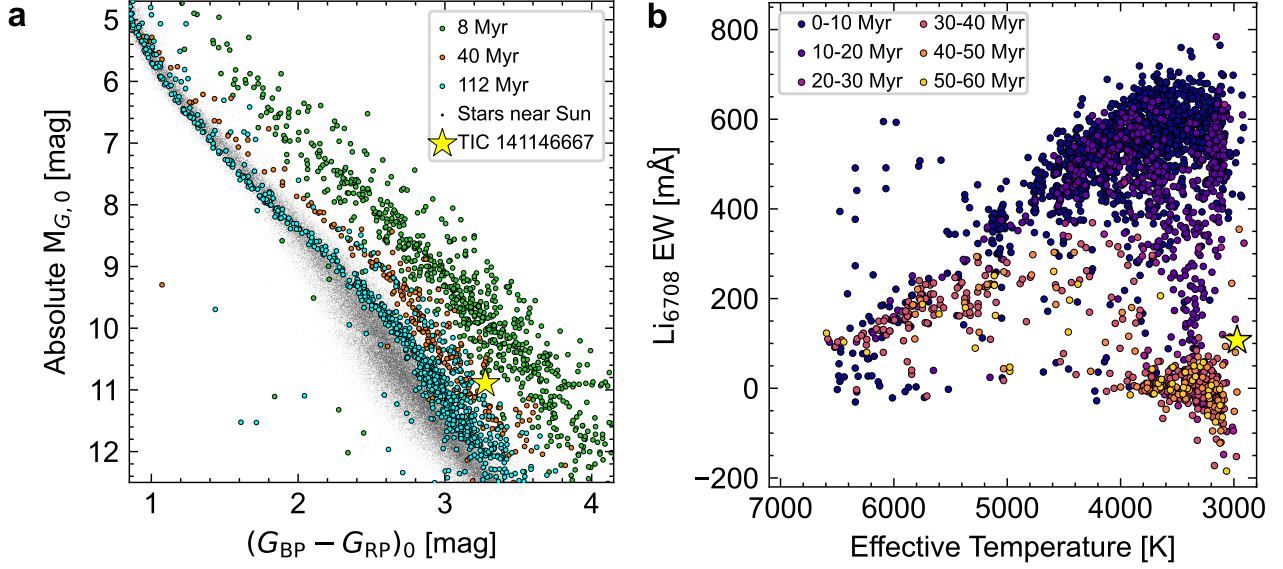 a
5
6
7
8
9
10
11
12
Absolute M_G, 0 [mag]
8 Myr
40 Myr
112 Myr
Stars near Sun
TIC 141146667
1
2
3
4
(G_BP − G_RP)_0 [mag]
b
800
600
400
200
0
−200
Li_6708 EW [mÅ]
0-10 Myr
10-20 Myr
20-30 Myr
30-40 Myr
40-50 Myr
50-60 Myr
7000
6000
5000
4000
3000
Effective Temperature [K]